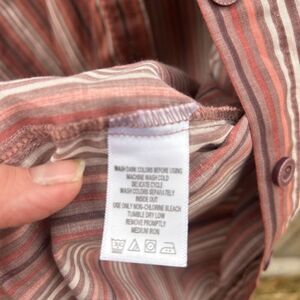 WASH DARK COLORS BEFORE USING
MACHINE WASH COLD
DELICATE CYCLE
WASH COLORS SEPARATELY
INSIDE OUT
USE ONLY NON-CHLORINE BLEACH
TUMBLE DRY LOW
REMOVE PROMPTLY
MEDIUM IRON